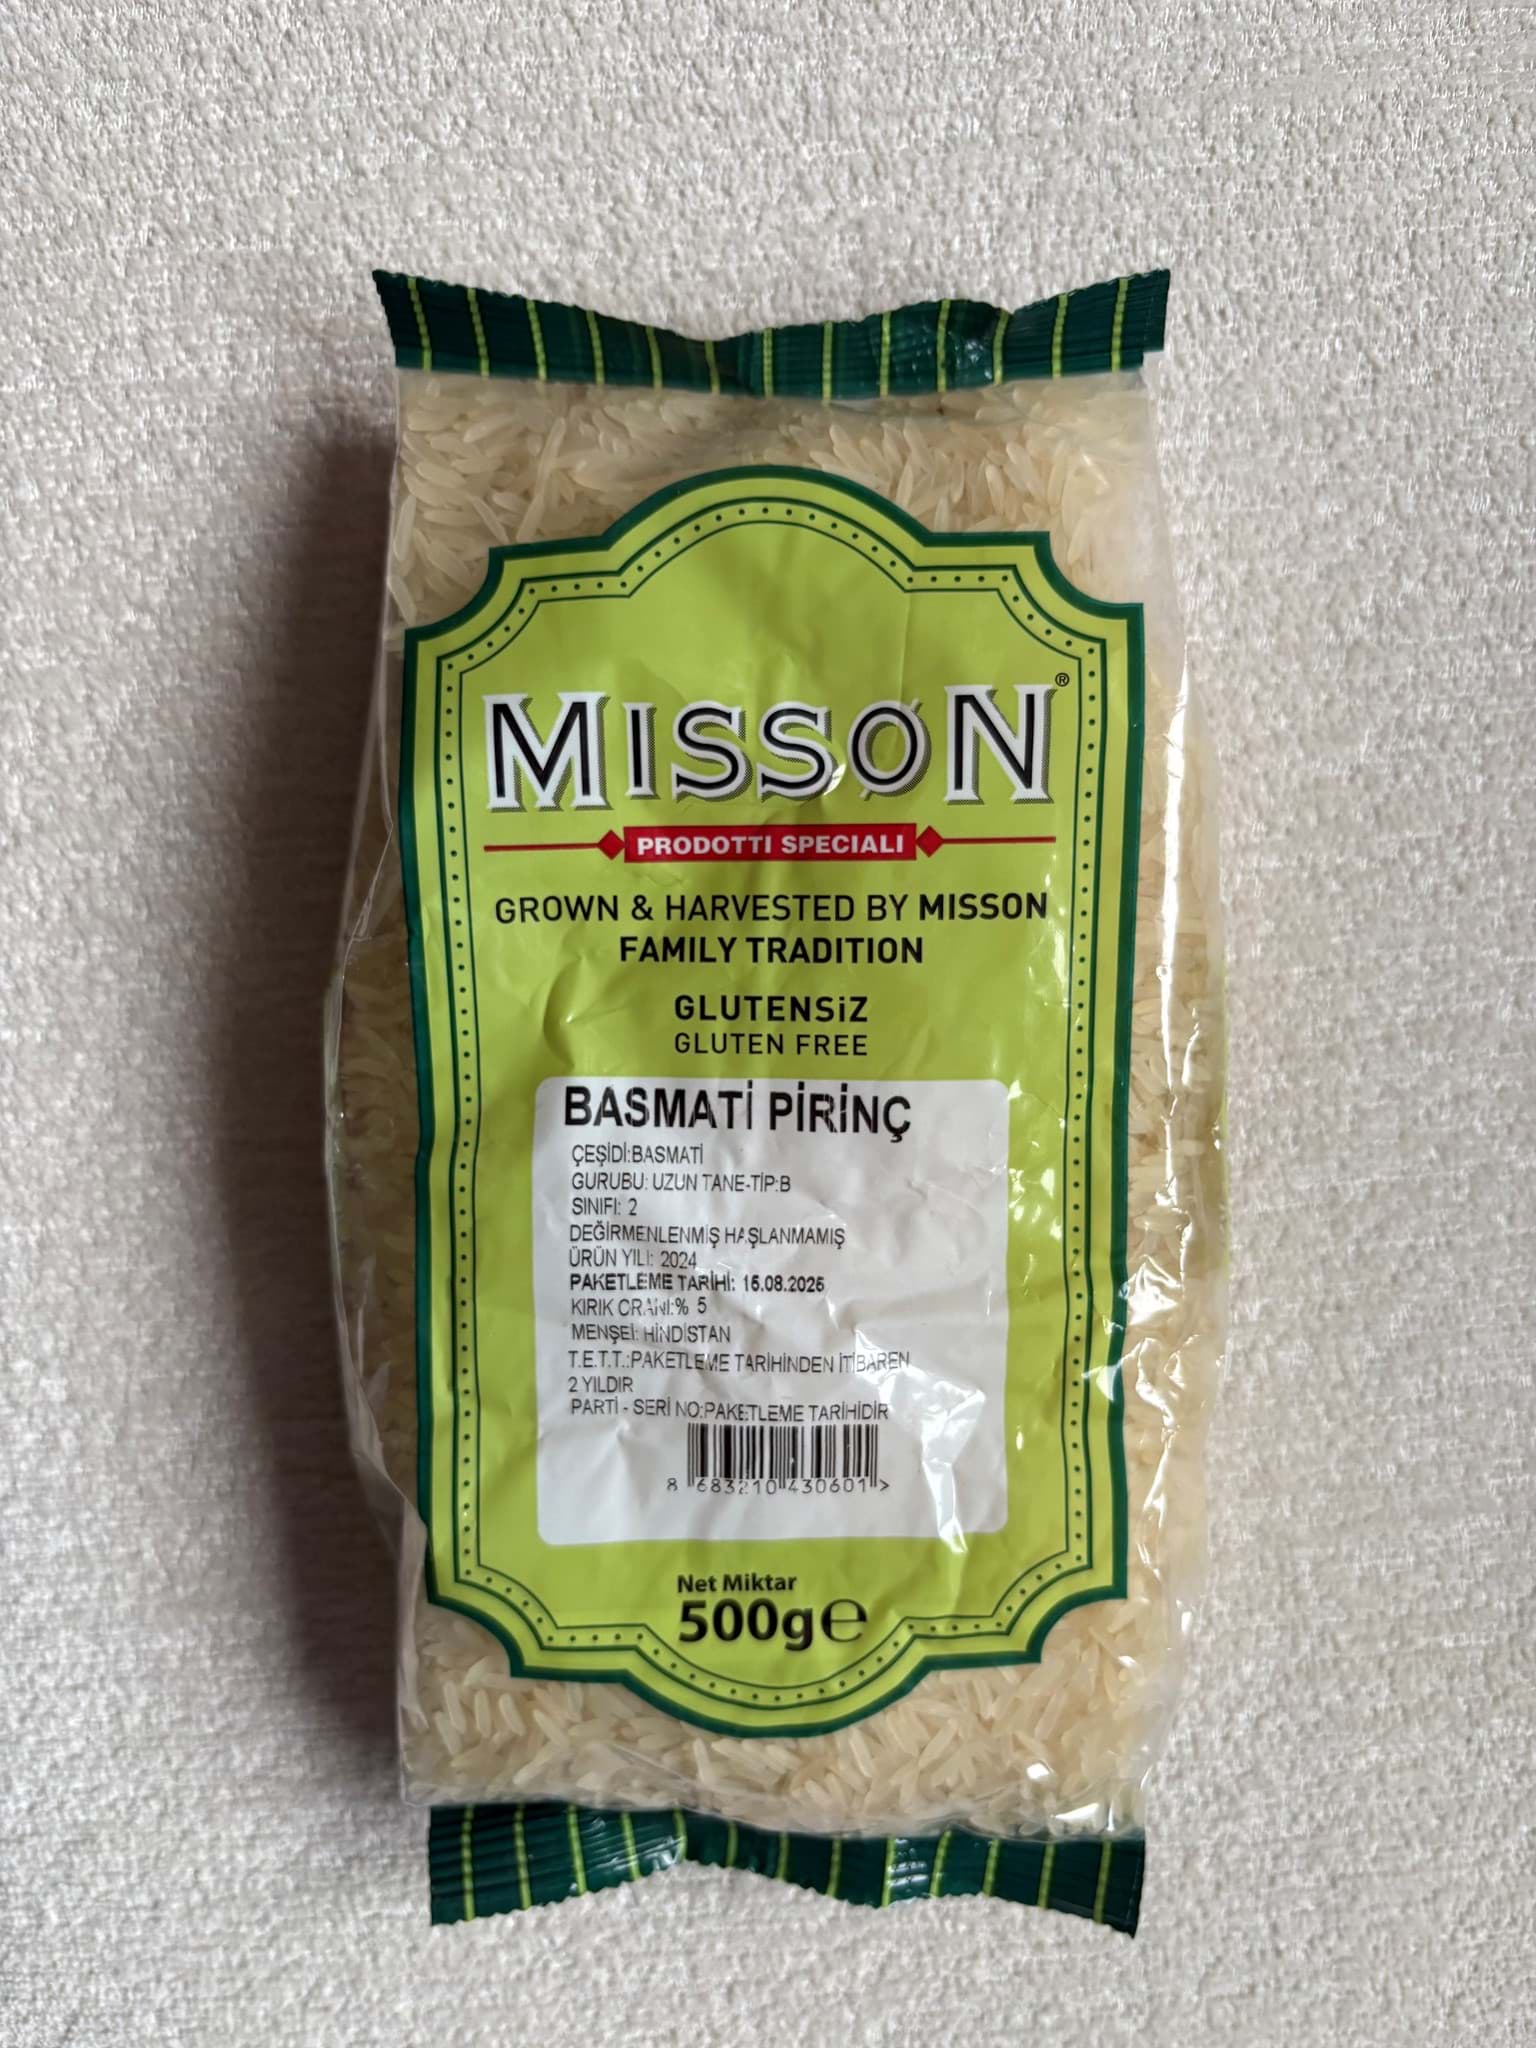 MISSON®
PRODOTTI SPECIALI
GROWN & HARVESTED BY MISSON
FAMILY TRADITION
GLUTENSİZ
GLUTEN FREE
BASMATİ PİRİNÇ
ÇEŞİDİ:BASMATİ
GURUBU: UZUN TANE-TİP:B
SINIFI: 2
DEĞİRMENLENMİŞ HAŞLANMAMIŞ
ÜRÜN YILI: 2024
PAKETLEME TARİHİ: 15.08.2025
KIRIK ORANI:% 5
MENŞEİ: HİNDİSTAN
T.E.T.T.:PAKETLEME TARİHİNDEN İTİBAREN
2 YILDIR
PARTİ - SERİ NO:PAKETLEME TARİHİDİR
8 683210 430601 >
Net Miktar
500g℮